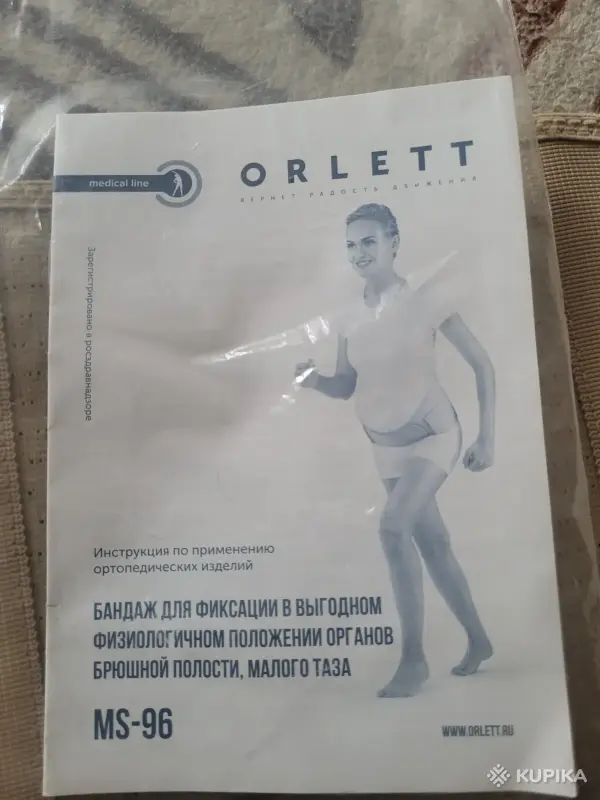 medical line
ORLETT
ВЕРНЕТ РАДОСТЬ ДВИЖЕНИЯ
Зарегистрировано в росздравнадзоре
Инструкция по применению
ортопедических изделий
БАНДАЖ ДЛЯ ФИКСАЦИИ В ВЫГОДНОМ
ФИЗИОЛОГИЧНОМ ПОЛОЖЕНИИ ОРГАНОВ
БРЮШНОЙ ПОЛОСТИ, МАЛОГО ТАЗА
MS-96
WWW.ORLETT.RU
KUPIKA